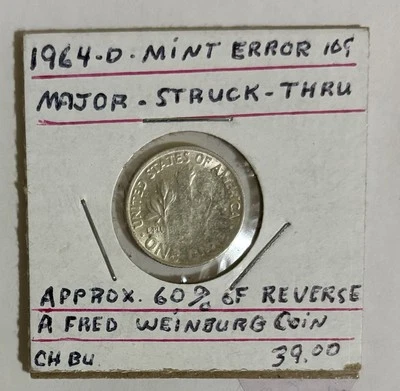 1964-D-MINT ERROR 10¢
MAJOR-STRUCK-THRU
UNITED STATES OF AMERICA
ONE
APPROX. 60% OF REVERSE
A FRED WEINBURG COIN
CH BU 39.00